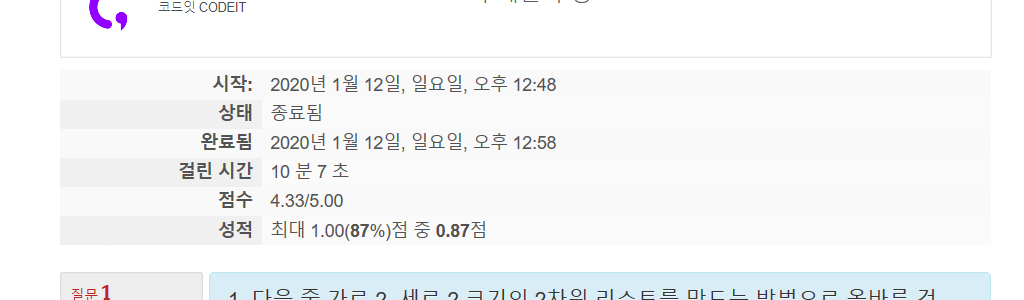 코드잇 CODEIT
시작: 2020년 1월 12일, 일요일, 오후 12:48
상태 종료됨
완료됨 2020년 1월 12일, 일요일, 오후 12:58
걸린 시간 10 분 7 초
점수 4.33/5.00
성적 최대 1.00(87%)점 중 0.87점
질문 1
1. 다음 중 가로 2, 세로 2 크기의 2차원 리스트를 만드는 방법으로 올바른 것